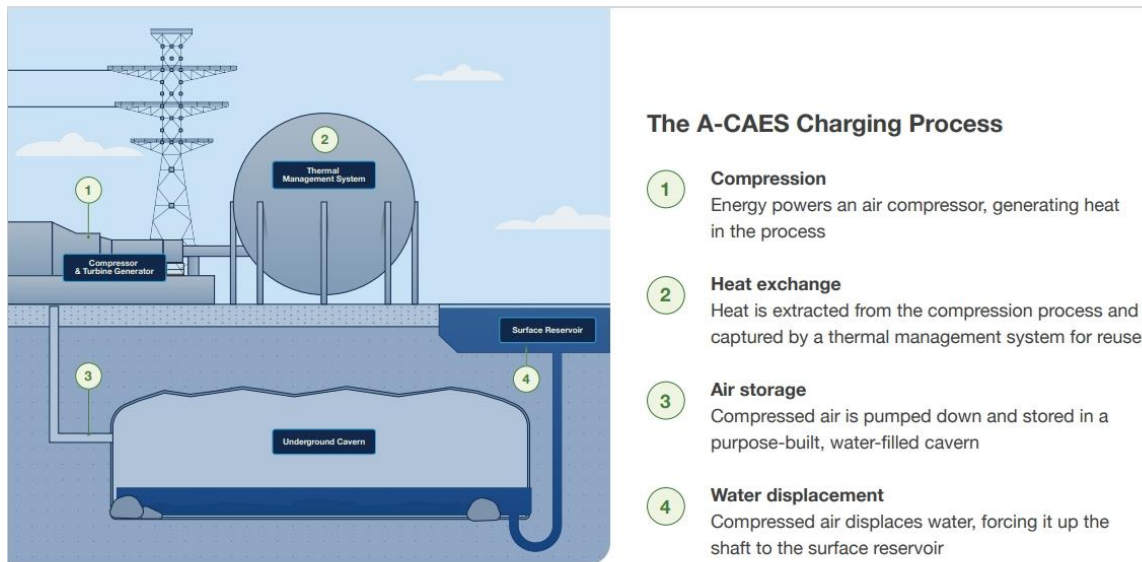 2
Thermal
Management System
1
Compressor
& Turbine Generator
Surface Reservoir
3
4
Underground Cavern
The A-CAES Charging Process
1
Compression
Energy powers an air compressor, generating heat
in the process
2
Heat exchange
Heat is extracted from the compression process and
captured by a thermal management system for reuse
3
Air storage
Compressed air is pumped down and stored in a
purpose-built, water-filled cavern
4
Water displacement
Compressed air displaces water, forcing it up the
shaft to the surface reservoir